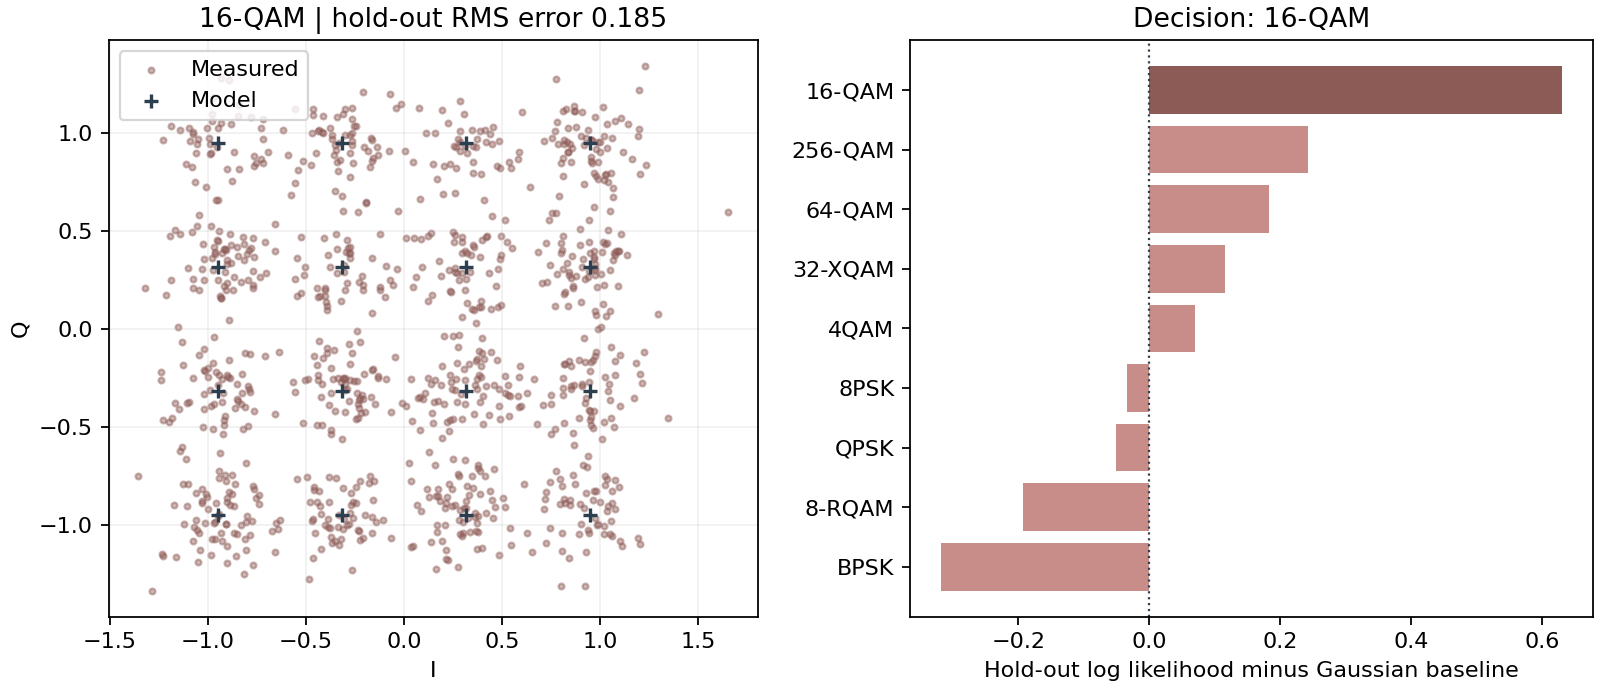 16-QAM | hold-out RMS error 0.185
Measured
Model
1.0
0.5
0.0
−0.5
−1.0
Q
−1.5
−1.0
−0.5
0.0
0.5
1.0
1.5
I
Decision: 16-QAM
16-QAM
256-QAM
64-QAM
32-XQAM
4QAM
8PSK
QPSK
8-RQAM
BPSK
−0.2
0.0
0.2
0.4
0.6
Hold-out log likelihood minus Gaussian baseline